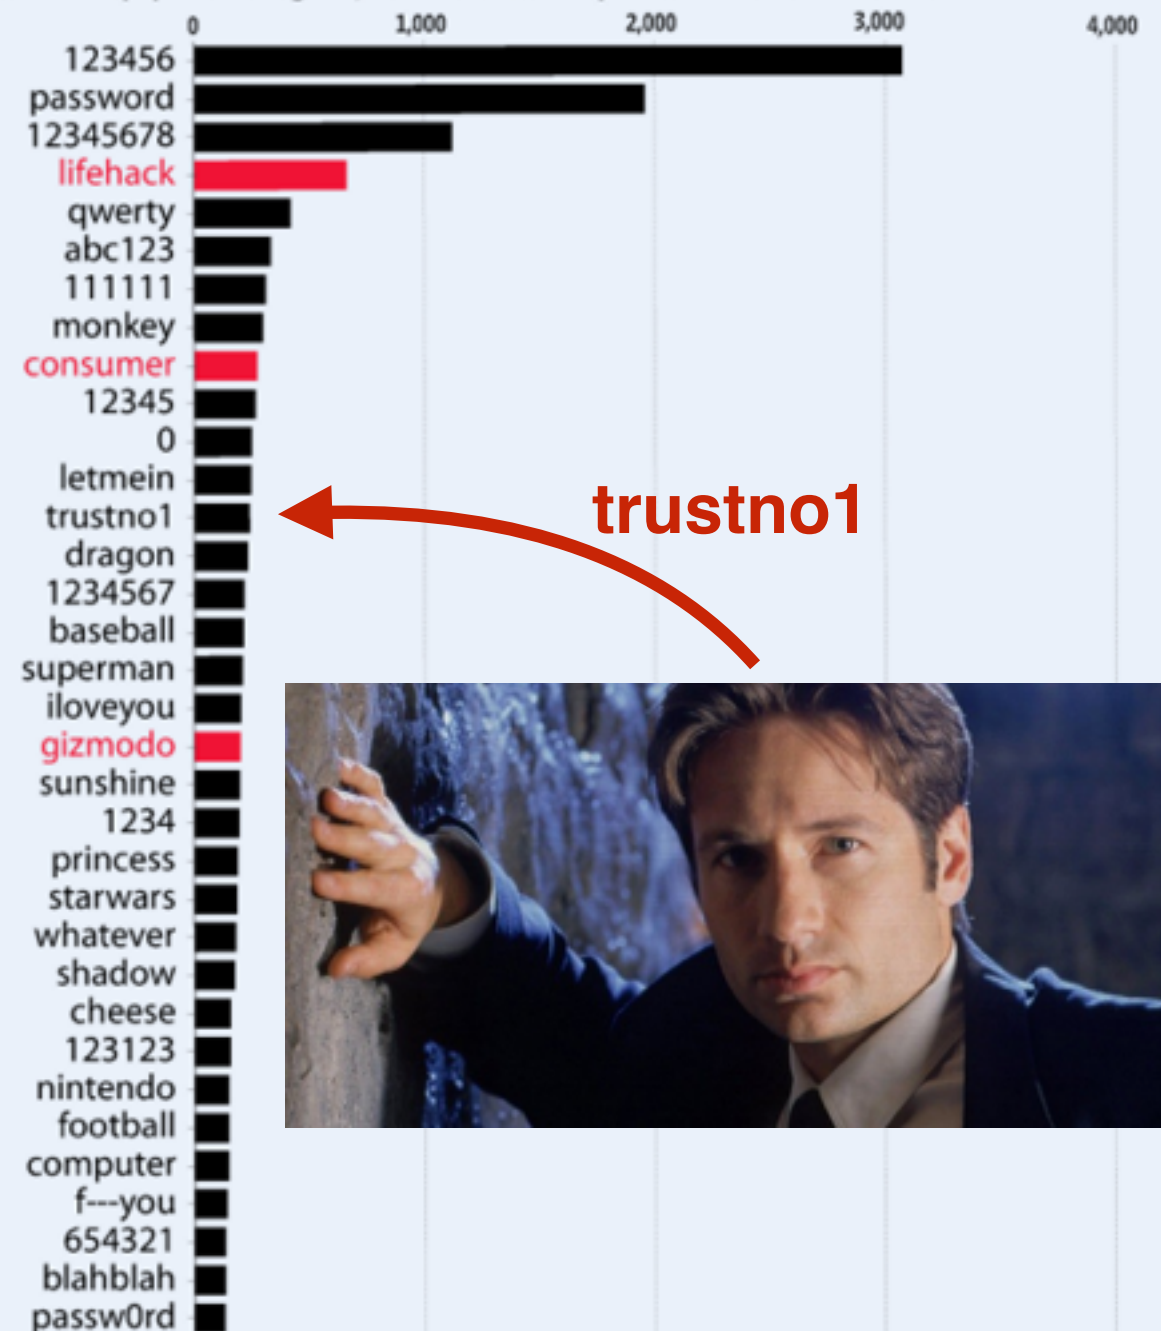 0 1,000 2,000 3,000 4,000
123456
password
12345678
lifehack
qwerty
abc123
111111
monkey
consumer
12345
0
letmein
trustno1
trustno1
dragon
1234567
baseball
superman
iloveyou
gizmodo
sunshine
1234
princess
starwars
whatever
shadow
cheese
123123
nintendo
football
computer
f---you
654321
blahblah
passw0rd